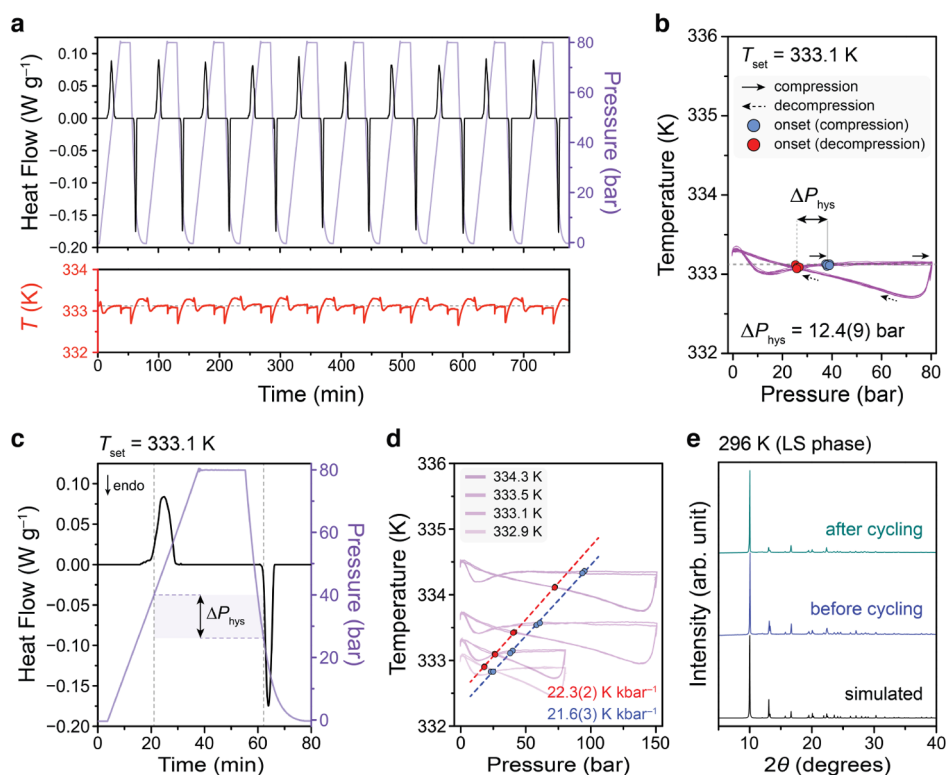 a
Heat Flow (W g⁻¹)
0.10
0.05
0.00
−0.05
−0.10
−0.15
−0.20
80
60
40
20
0
Pressure (bar)
T (K)
334
333
332
0 100 200 300 400 500 600 700
Time (min)
b
Temperature (K)
336
335
334
333
332
T_set = 333.1 K
compression
decompression
onset (compression)
onset (decompression)
ΔP_hys
ΔP_hys = 12.4(9) bar
0 20 40 60 80
Pressure (bar)
c
T_set = 333.1 K
Heat Flow (W g⁻¹)
0.10
0.05
0.00
−0.05
−0.10
−0.15
−0.20
endo
ΔP_hys
80
60
40
20
0
Pressure (bar)
0 20 40 60 80
Time (min)
d
Temperature (K)
336
335
334
333
332
334.3 K
333.5 K
333.1 K
332.9 K
22.3(2) K kbar⁻¹
21.6(3) K kbar⁻¹
0 50 100 150
Pressure (bar)
e
296 K (LS phase)
Intensity (arb. unit)
after cycling
before cycling
simulated
10 20 30 40
2θ (degrees)